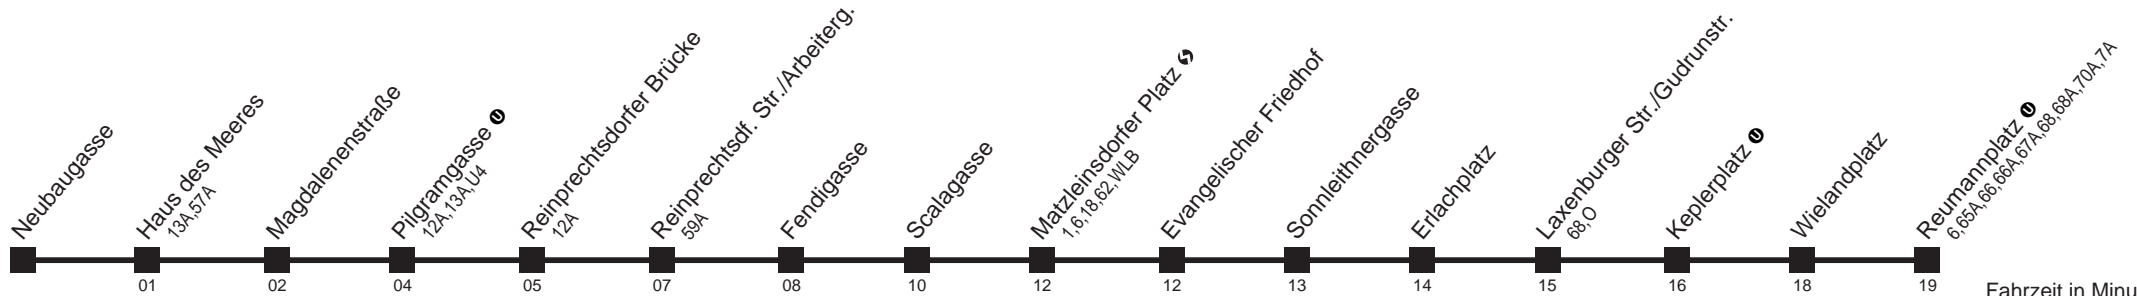 Neubaugasse
Haus des Meeres
13A,57A
01
Magdalenenstraße
02
Pilgramgasse U
12A,13A,U4
04
Reinprechtsdorfer Brücke
12A
05
Reinprechtsdf. Str./Arbeiterg.
59A
07
Fendigasse
08
Scalagasse
10
Matzleinsdorfer Platz
1,6,18,62,WLB
12
Evangelischer Friedhof
12
Sonnleithnergasse
13
Erlachplatz
14
Laxenburger Str./Gudrunstr.
68,O
15
Keplerplatz U
16
Wielandplatz
18
Reumannplatz U
6,65A,66,66A,67A,68,68A,70A,7A
19
Fahrzeit in Minu